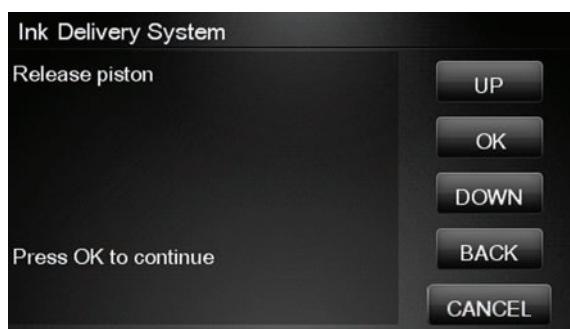 Ink Delivery System
Release piston
Press OK to continue
UP
OK
DOWN
BACK
CANCEL